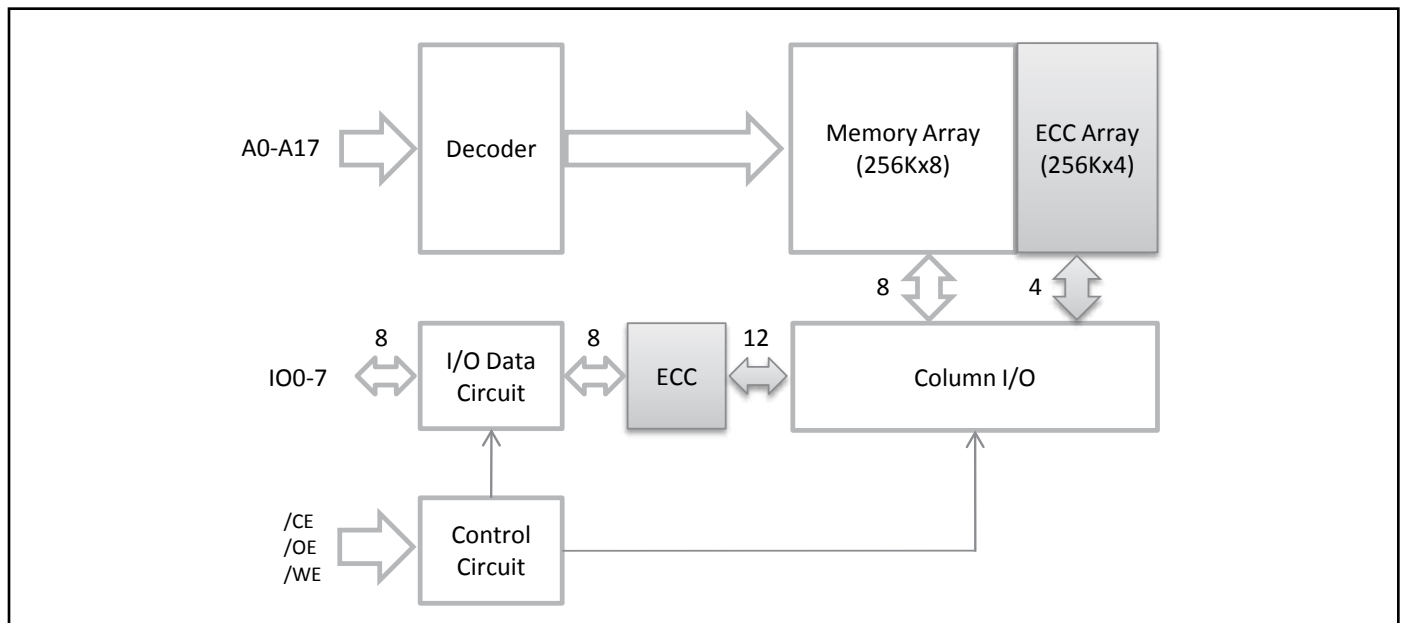 A0-A17
Decoder
Memory Array
(256Kx8)
ECC Array
(256Kx4)
8
4
IO0-7
8
I/O Data
Circuit
8
ECC
12
Column I/O
/CE
/OE
/WE
Control
Circuit